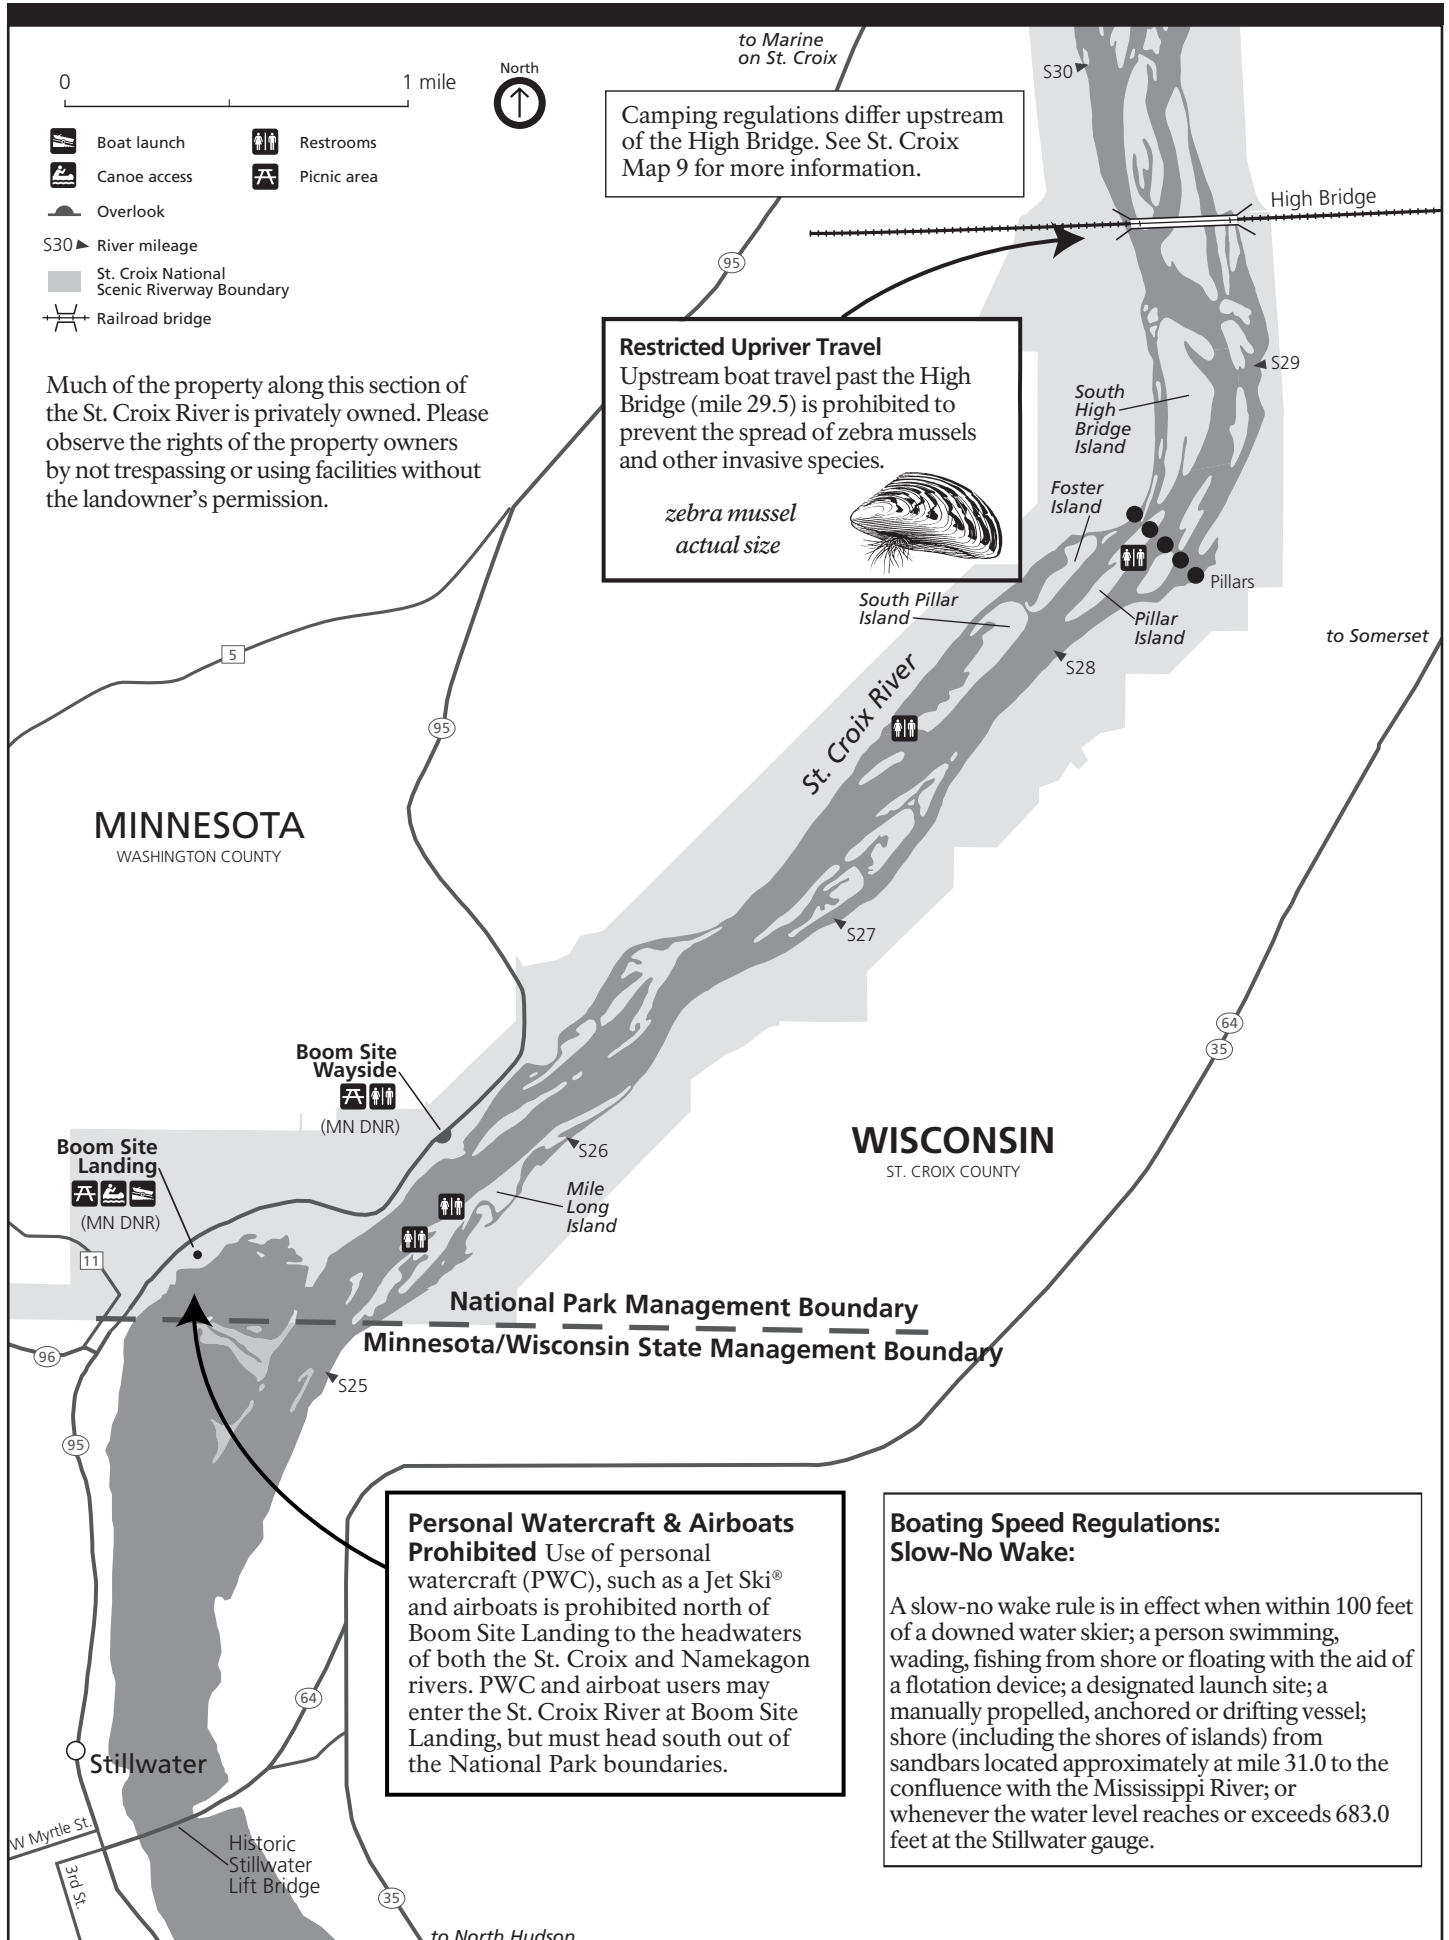 to Marine
on St. Croix
0
1 mile
North
Boat launch
Restrooms
Canoe access
Picnic area
Overlook
S30
River mileage
St. Croix National
Scenic Riverway Boundary
Railroad bridge
S30
Camping regulations differ upstream
of the High Bridge. See St. Croix
Map 9 for more information.
High Bridge
95
Restricted Upriver Travel
Upstream boat travel past the High
Bridge (mile 29.5) is prohibited to
prevent the spread of zebra mussels
and other invasive species.
zebra mussel
actual size
Much of the property along this section of
the St. Croix River is privately owned. Please
observe the rights of the property owners
by not trespassing or using facilities without
the landowner's permission.
S29
South
High
Bridge
Island
Foster
Island
Pillars
South Pillar
Island
Pillar
Island
to Somerset
5
S28
St. Croix River
95
MINNESOTA
WASHINGTON COUNTY
S27
64
35
Boom Site
Wayside
(MN DNR)
Boom Site
Landing
(MN DNR)
S26
WISCONSIN
ST. CROIX COUNTY
Mile
Long
Island
11
National Park Management Boundary
Minnesota/Wisconsin State Management Boundary
96
S25
95
Personal Watercraft & Airboats
Prohibited Use of personal
watercraft (PWC), such as a Jet Ski®
and airboats is prohibited north of
Boom Site Landing to the headwaters
of both the St. Croix and Namekagon
rivers. PWC and airboat users may
enter the St. Croix River at Boom Site
Landing, but must head south out of
the National Park boundaries.
Boating Speed Regulations:
Slow-No Wake:
A slow-no wake rule is in effect when within 100 feet
of a downed water skier; a person swimming,
wading, fishing from shore or floating with the aid of
a flotation device; a designated launch site; a
manually propelled, anchored or drifting vessel;
shore (including the shores of islands) from
sandbars located approximately at mile 31.0 to the
confluence with the Mississippi River; or
whenever the water level reaches or exceeds 683.0
feet at the Stillwater gauge.
64
Stillwater
W Myrtle St.
3rd St.
Historic
Stillwater
Lift Bridge
35
to North Hudson